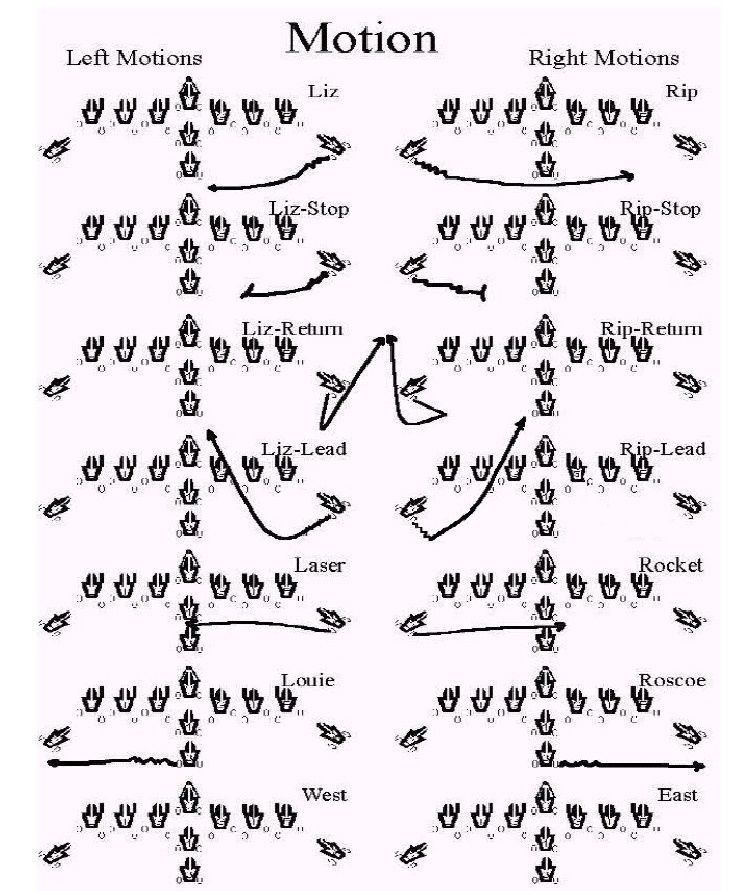 Motion
Left Motions Right Motions
Liz Rip
Liz-Stop Rip-Stop
Liz-Return Rip-Return
Liz-Lead Rip-Lead
Laser Rocket
Louie Roscoe
West East